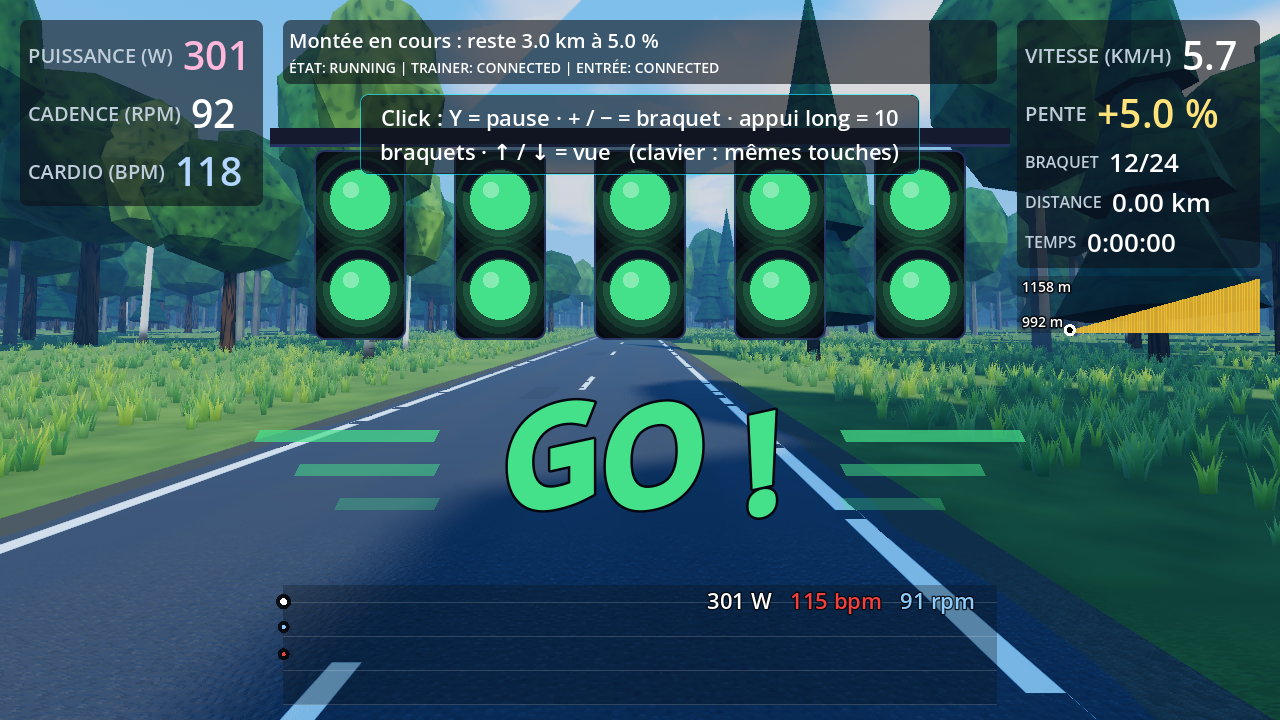 PUISSANCE (W) 301
CADENCE (RPM) 92
CARDIO (BPM) 118
Montée en cours : reste 3.0 km à 5.0 %
ÉTAT: RUNNING | TRAINER: CONNECTED | ENTRÉE: CONNECTED
Click : Y = pause · + / − = braquet · appui long = 10
braquets · ↑ / ↓ = vue (clavier : mêmes touches)
VITESSE (KM/H) 5.7
PENTE +5.0 %
BRAQUET 12/24
DISTANCE 0.00 km
TEMPS 0:00:00
1158 m
992 m
GO !
301 W 115 bpm 91 rpm